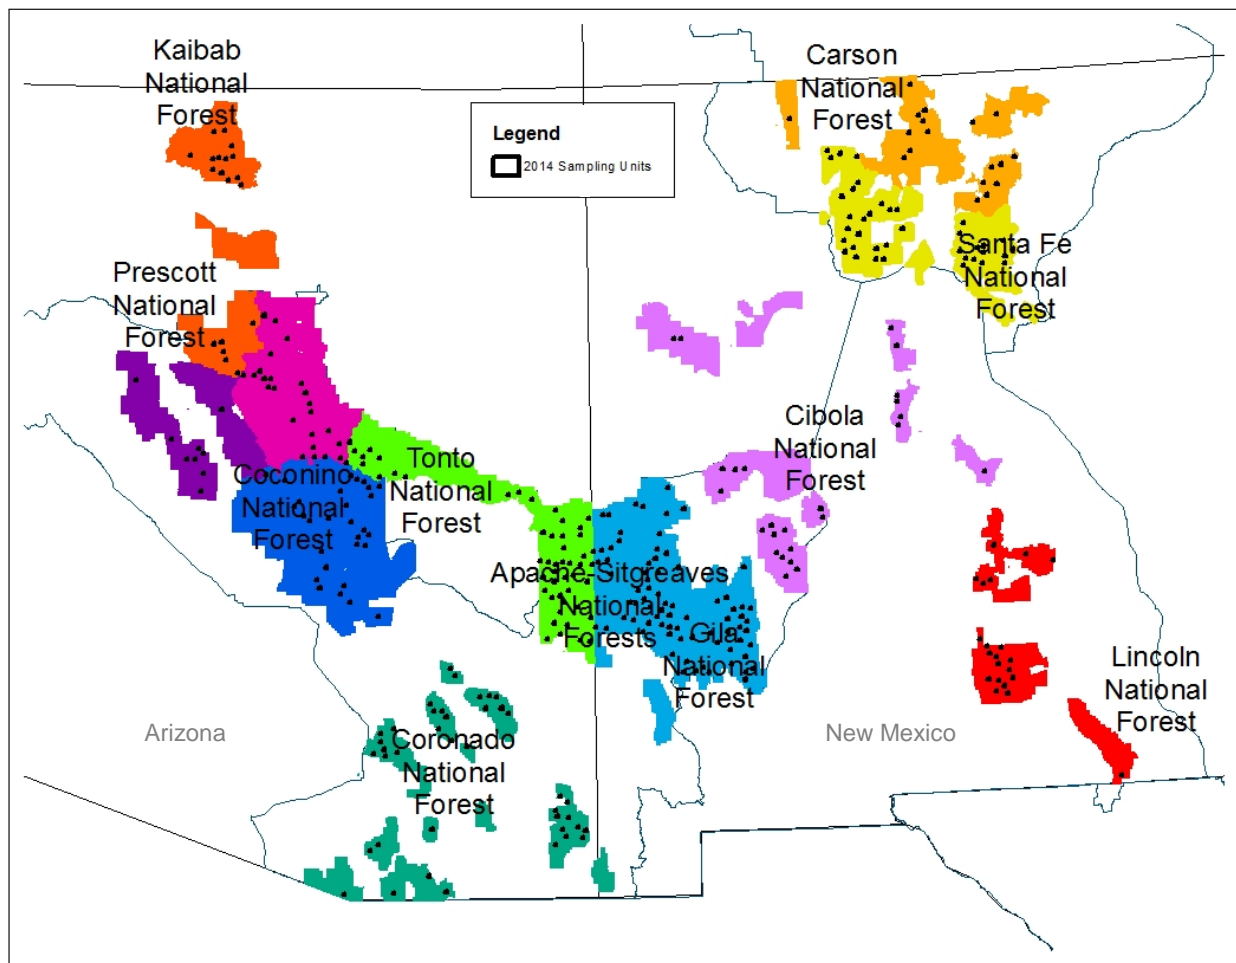 Kaibab
National
Forest
Carson
National
Forest
Legend
2014 Sampling Units
Prescott
National
Forest
Santa Fe
National
Forest
Cibola
National
Forest
Tonto
National
Forest
Coconino
National
Forest
Apache-Sitgreaves
National
Forests
Gila
National
Forest
Lincoln
National
Forest
Arizona
Coronado
National
Forest
New Mexico